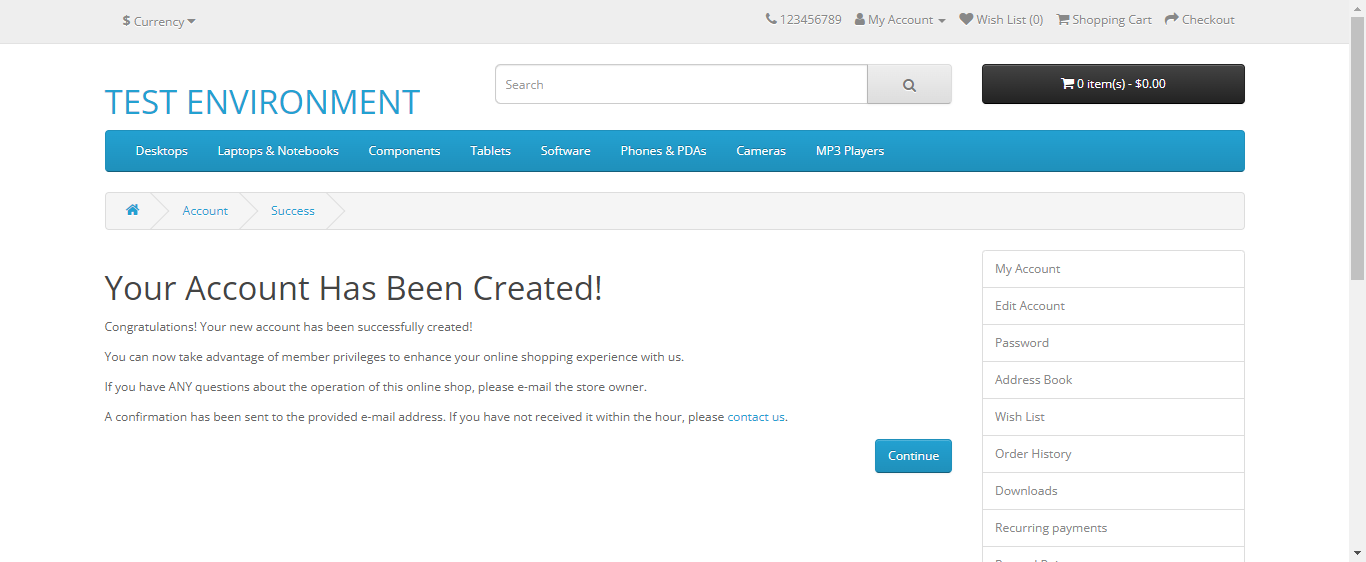 $ Currency
123456789 My Account Wish List (0) Shopping Cart Checkout
TEST ENVIRONMENT
Search
0 item(s) - $0.00
Desktops Laptops & Notebooks Components Tablets Software Phones & PDAs Cameras MP3 Players
Account Success
Your Account Has Been Created!
Congratulations! Your new account has been successfully created!
You can now take advantage of member privileges to enhance your online shopping experience with us.
If you have ANY questions about the operation of this online shop, please e-mail the store owner.
A confirmation has been sent to the provided e-mail address. If you have not received it within the hour, please contact us.
Continue
My Account
Edit Account
Password
Address Book
Wish List
Order History
Downloads
Recurring payments